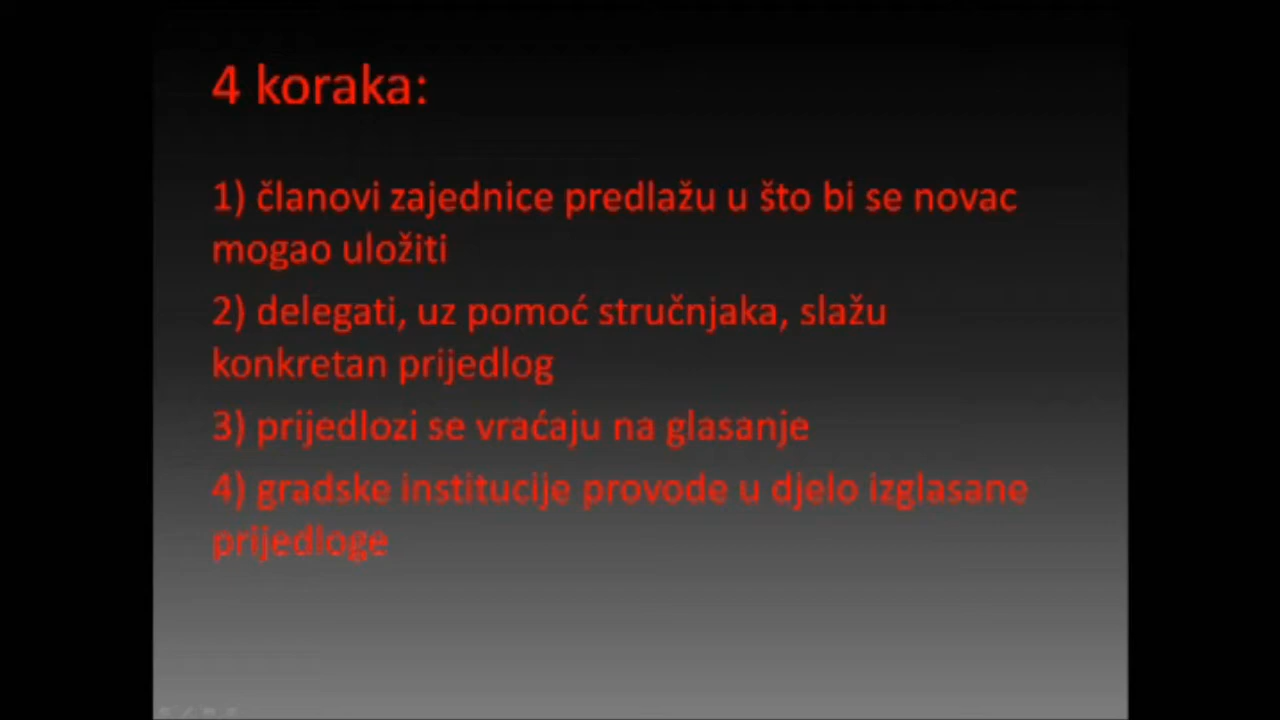 4 koraka:
1) članovi zajednice predlažu u što bi se novac
mogao uložiti
2) delegati, uz pomoć stručnjaka, slažu
konkretan prijedlog
3) prijedlozi se vraćaju na glasanje
4) gradske institucije provode u djelo izglasane
prijedloge